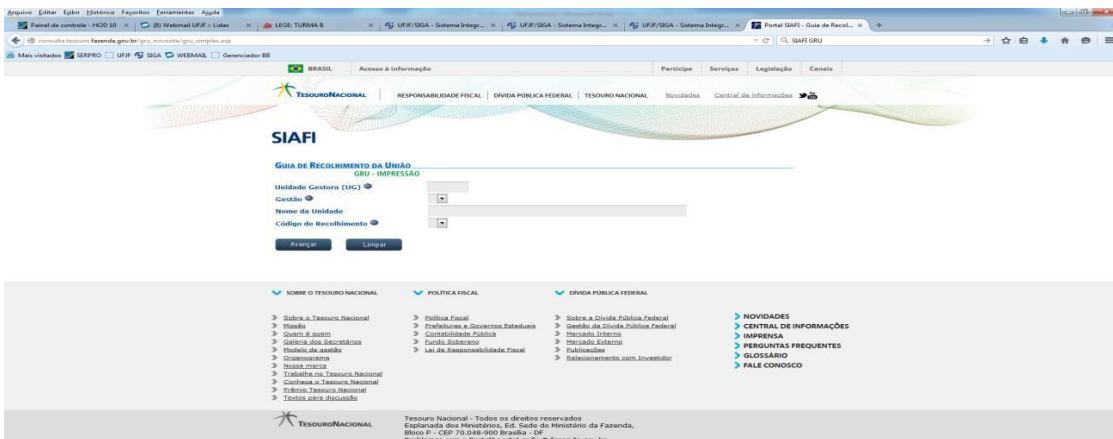 Arquivo Editar Exibir Histórico Favoritos Ferramentas Ajuda
Painel de controle - HOD 10 × (8) Webmail UFJF :: Listas × LEGE: TURMA B × UFJF/SIGA - Sistema Integr... × UFJF/SIGA - Sistema Integr... × UFJF/SIGA - Sistema Integr... × Portal SIAFI - Guia de Recol... × +
consulta.tesouro.fazenda.gov.br/gru_novosite/gru_simples.asp SIAFI GRU
Mais visitados SERPRO UFJF SIGA WEBMAIL Gerenciador BB
BRASIL Acesso à informação Participe Serviços Legislação Canais
TESOURONACIONAL RESPONSABILIDADE FISCAL DÍVIDA PÚBLICA FEDERAL TESOURO NACIONAL Novidades Central de informações You
SIAFI
GUIA DE RECOLHIMENTO DA UNIÃO
GRU - IMPRESSÃO
Unidade Gestora (UG)
Gestão
Nome da Unidade
Código de Recolhimento
Avançar Limpar
SOBRE O TESOURO NACIONAL POLÍTICA FISCAL DÍVIDA PÚBLICA FEDERAL
Sobre o Tesouro Nacional Política Fiscal Sobre a Dívida Pública Federal NOVIDADES
Missão Prefeituras e Governos Estaduais Gestão da Dívida Pública Federal CENTRAL DE INFORMAÇÕES
Quem é quem Contabilidade Pública Mercado Interno IMPRENSA
Galeria dos Secretários Fundo Soberano Mercado Externo PERGUNTAS FREQUENTES
Modelo de gestão Lei de Responsabilidade Fiscal Publicações GLOSSÁRIO
Organograma Relacionamento com Investidor FALE CONOSCO
Nossa marca
Trabalhe no Tesouro Nacional
Conheça o Tesouro Nacional
Prêmio Tesouro Nacional
Textos para discussão
TESOURONACIONAL Tesouro Nacional - Todos os direitos reservados
Esplanada dos Ministérios, Ed. Sede do Ministério da Fazenda,
Bloco P - CEP 70.048-900 Brasília - DF